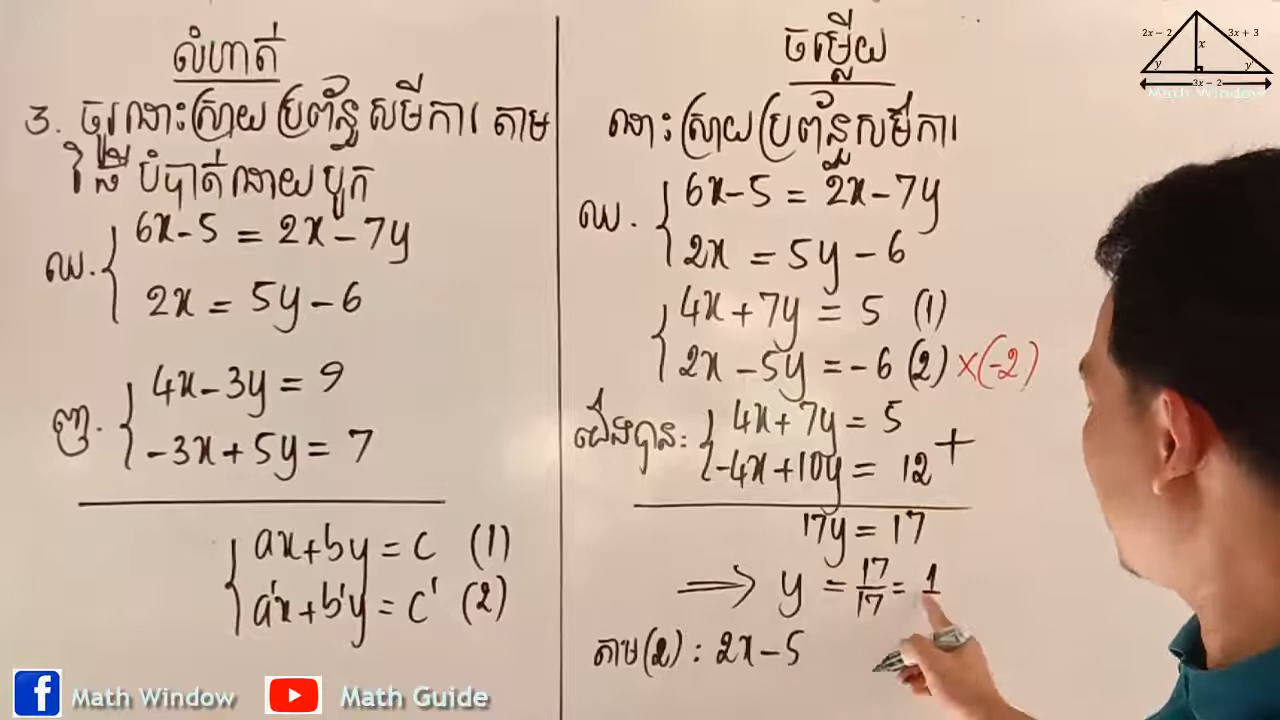 លំហាត់
3. ចូរដោះស្រាយប្រព័ន្ធសមីការ តាម
វិធី បំបាត់ដោយបូក
ឈ. { 6x-5 = 2x-7y
2x = 5y-6
ញ. { 4x-3y = 9
-3x+5y = 7
{ ax+by = c (1)
a'x+b'y = c' (2)
ចម្លើយ
ដោះស្រាយប្រព័ន្ធសមីការ
ឈ. { 6x-5 = 2x-7y
2x = 5y-6
{ 4x+7y = 5 (1)
2x-5y = -6 (2) ×(-2)
យើងបាន: { 4x+7y = 5
-4x+10y = 12 +
17y = 17
⟹ y = 17/17 = 1
តាម(2) : 2x-5
2x - 2
3x + 3
x
y
y'
3x - 2
Math Window
Math Window
Math Guide